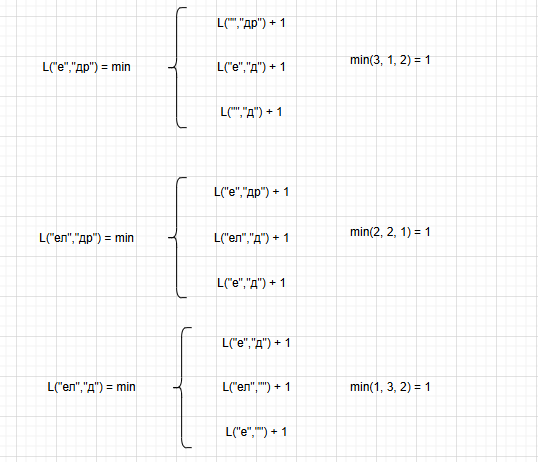 L("","др") + 1
L("е","др") = min
L("е","д") + 1
min(3, 1, 2) = 1
L("","д") + 1
L("е","др") + 1
L("ел","др") = min
L("ел","д") + 1
min(2, 2, 1) = 1
L("е","д") + 1
L("е","д") + 1
L("ел","д") = min
L("ел","") + 1
min(1, 3, 2) = 1
L("е","") + 1